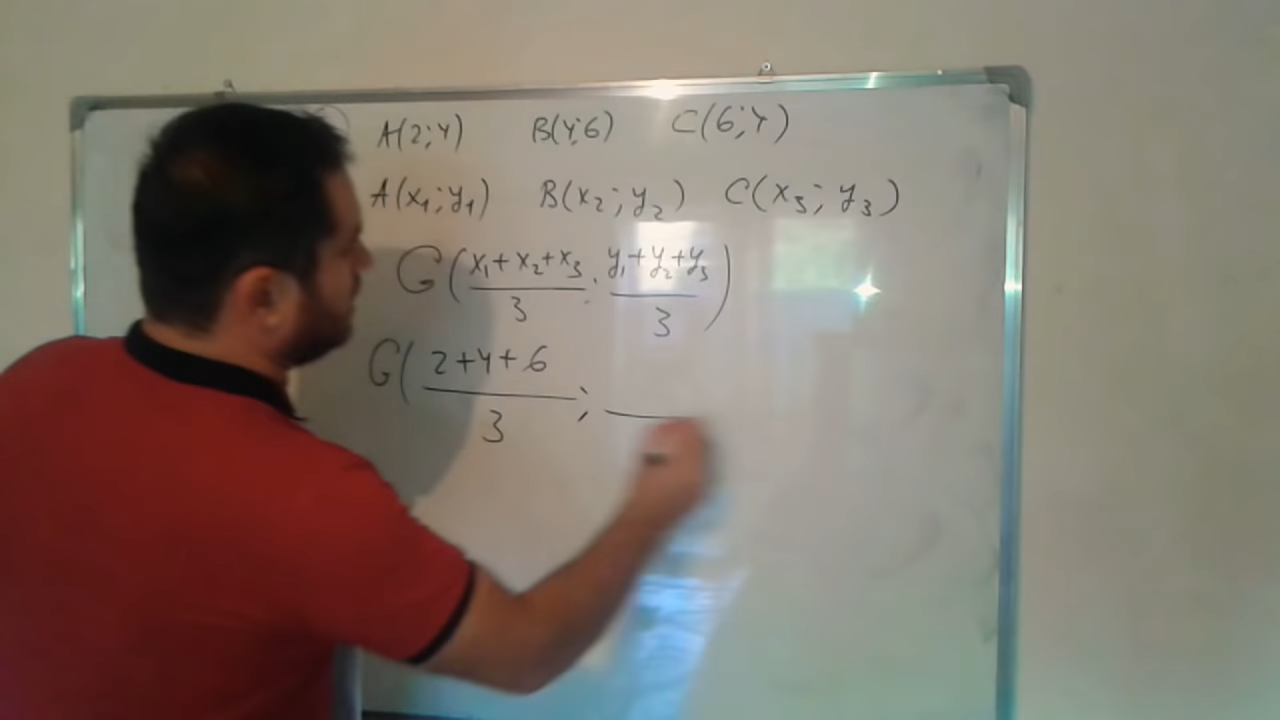 A(2;4) B(4;6) C(6;4)
A(x₁;y₁) B(x₂;y₂) C(x₃;y₃)
G(x₁+x₂+x₃/3;y₁+y₂+y₃/3)
G(2+4+6/3;